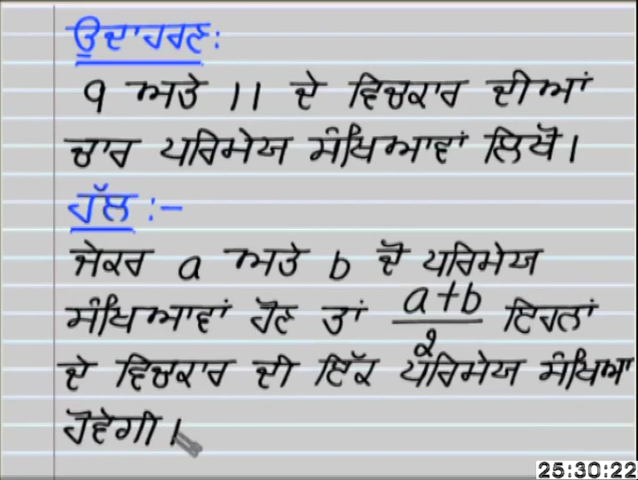 ਉਦਾਹਰਣ:
9 ਅਤੇ 11 ਦੇ ਵਿਚਕਾਰ ਦੀਆਂ
ਚਾਰ ਪਰਿਮੇਯ ਸੰਖਿਆਵਾਂ ਲਿਖੋ।
ਹੱਲ :-
ਜੇਕਰ a ਅਤੇ b ਦੋ ਪਰਿਮੇਯ
ਸੰਖਿਆਵਾਂ ਹੋਣ ਤਾਂ (a+b)/2 ਇਹਨਾਂ
ਦੇ ਵਿਚਕਾਰ ਦੀ ਇੱਕ ਪਰਿਮੇਯ ਸੰਖਿਆ
ਹੋਵੇਗੀ।
25:30:22